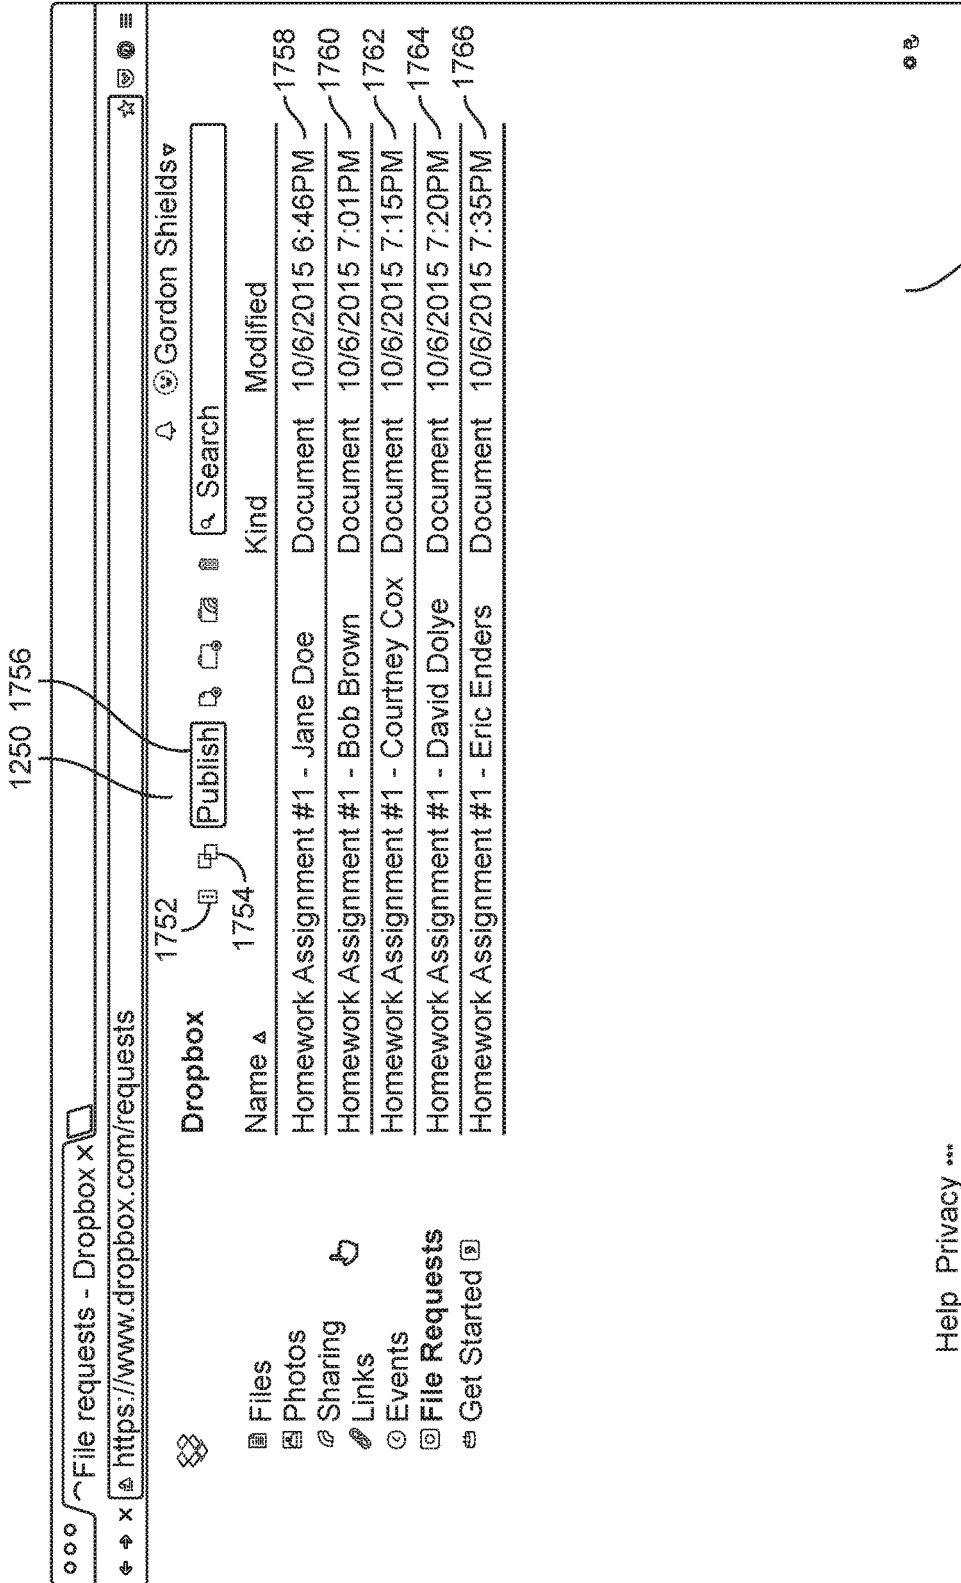 1250 1756
File requests - Dropbox X
X https://www.dropbox.com/requests
Gordon Shields
1752
Dropbox Publish Search
1754
Name Kind Modified
Homework Assignment #1 - Jane Doe Document 10/6/2015 6:46PM 1758
Homework Assignment #1 - Bob Brown Document 10/6/2015 7:01PM 1760
Homework Assignment #1 - Courtney Cox Document 10/6/2015 7:15PM 1762
Homework Assignment #1 - David Dolye Document 10/6/2015 7:20PM 1764
Homework Assignment #1 - Eric Enders Document 10/6/2015 7:35PM 1766
Files
Photos
Sharing
Links
Events
File Requests
Get Started
Help Privacy •••